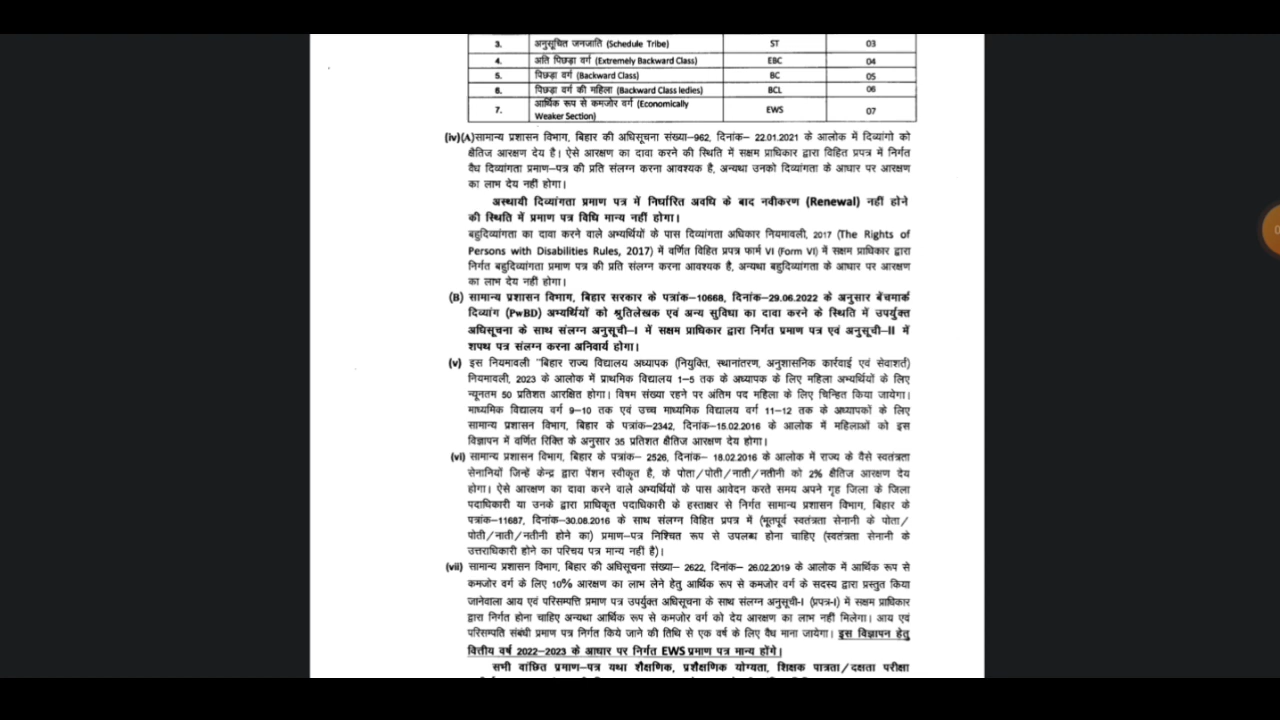 3. अनुसूचित जनजाति (Schedule Tribe) ST 03
4. अति पिछड़ा वर्ग (Extremely Backward Class) EBC 04
5. पिछड़ा वर्ग (Backward Class) BC 05
6. पिछड़ा वर्ग की महिला (Backward Class ledies) BCL 06
7. आर्थिक रूप से कमजोर वर्ग (Economically
Weaker Section) EWS 07
(iv)(A)सामान्य प्रशासन विभाग, बिहार की अधिसूचना संख्या–962, दिनांक– 22.01.2021 के आलोक में दिव्यांगो को
क्षैतिज आरक्षण देय है। ऐसे आरक्षण का दावा करने की स्थिति में सक्षम प्राधिकार द्वारा विहित प्रपत्र में निर्गत
वैध दिव्यांगता प्रमाण–पत्र की प्रति संलग्न करना आवश्यक है, अन्यथा उनको दिव्यांगता के आधार पर आरक्षण
का लाभ देय नहीं होगा।
अस्थायी दिव्यांगता प्रमाण पत्र में निर्धारित अवधि के बाद नवीकरण (Renewal) नहीं होने
की स्थिति में प्रमाण पत्र विधि मान्य नहीं होगा।
बहुदिव्यांगता का दावा करने वाले अभ्यर्थियों के पास दिव्यांगता अधिकार नियमावली, 2017 (The Rights of
Persons with Disabilities Rules, 2017) में वर्णित विहित प्रपत्र फार्म VI (Form VI) में सक्षम प्राधिकार द्वारा
निर्गत बहुदिव्यांगता प्रमाण पत्र की प्रति संलग्न करना आवश्यक है, अन्यथा बहुदिव्यांगता के आधार पर आरक्षण
का लाभ देय नहीं होगा।
(B) सामान्य प्रशासन विभाग, बिहार सरकार के पत्रांक–10668, दिनांक–29.06.2022 के अनुसार बेंचमार्क
दिव्यांग (PwBD) अभ्यर्थियों को श्रुतिलेखक एवं अन्य सुविधा का दावा करने के स्थिति में उपर्युक्त
अधिसूचना के साथ संलग्न अनुसूची–I में सक्षम प्राधिकार द्वारा निर्गत प्रमाण पत्र एवं अनुसूची–II में
शपथ पत्र संलग्न करना अनिवार्य होगा।
(v) इस नियमावली "बिहार राज्य विद्यालय अध्यापक (नियुक्ति, स्थानांतरण, अनुशासनिक कार्रवाई एवं सेवाशर्त)
नियमावली, 2023 के आलोक में प्राथमिक विद्यालय 1–5 तक के अध्यापक के लिए महिला अभ्यर्थियों के लिए
न्यूनतम 50 प्रतिशत आरक्षित होगा। विषम संख्या रहने पर अंतिम पद महिला के लिए चिन्हित किया जायेगा।
माध्यमिक विद्यालय वर्ग 9–10 तक एवं उच्च माध्यमिक विद्यालय वर्ग 11–12 तक के अध्यापकों के लिए
सामान्य प्रशासन विभाग, बिहार के पत्रांक–2342, दिनांक–15.02.2016 के आलोक में महिलाओं को इस
विज्ञापन में वर्णित रिक्ति के अनुसार 35 प्रतिशत क्षैतिज आरक्षण देय होगा।
(vi) सामान्य प्रशासन विभाग, बिहार के पत्रांक– 2526, दिनांक– 18.02.2016 के आलोक में राज्य के वैसे स्वतंत्रता
सेनानियों जिन्हें केन्द्र द्वारा पेंशन स्वीकृत है, के पोता/पोती/नाती/नतीनी को 2% क्षैतिज आरक्षण देय
होगा। ऐसे आरक्षण का दावा करने वाले अभ्यर्थियों के पास आवेदन करते समय अपने गृह जिला के जिला
पदाधिकारी या उनके द्वारा प्राधिकृत पदाधिकारी के हस्ताक्षर से निर्गत सामान्य प्रशासन विभाग, बिहार के
पत्रांक–11687, दिनांक–30.08.2016 के साथ संलग्न विहित प्रपत्र में (भूतपूर्व स्वतंत्रता सेनानी के पोता/
पोती/नाती/नतीनी होने का) प्रमाण–पत्र निश्चित रूप से उपलब्ध होना चाहिए (स्वतंत्रता सेनानी के
उत्तराधिकारी होने का परिचय पत्र मान्य नहीं है)।
(vii) सामान्य प्रशासन विभाग, बिहार की अधिसूचना संख्या– 2622, दिनांक– 26.02.2019 के आलोक में आर्थिक रूप से
कमजोर वर्ग के लिए 10% आरक्षण का लाभ लेने हेतु आर्थिक रूप से कमजोर वर्ग के सदस्य द्वारा प्रस्तुत किया
जानेवाला आय एवं परिसम्पत्ति प्रमाण पत्र उपर्युक्त अधिसूचना के साथ संलग्न अनुसूची-I (प्रपत्र-I) में सक्षम प्राधिकार
द्वारा निर्गत होना चाहिए अन्यथा आर्थिक रूप से कमजोर वर्ग को देय आरक्षण का लाभ नहीं मिलेगा। आय एवं
परिसम्पति संबंधी प्रमाण पत्र निर्गत किये जाने की तिथि से एक वर्ष के लिए वैध माना जायेगा। इस विज्ञापन हेतु
वित्तीय वर्ष 2022–2023 के आधार पर निर्गत EWS प्रमाण पत्र मान्य होंगे।
सभी वांछित प्रमाण–पत्र यथा शैक्षणिक, प्रशैक्षणिक योग्यता, शिक्षक पात्रता/दक्षता परीक्षा